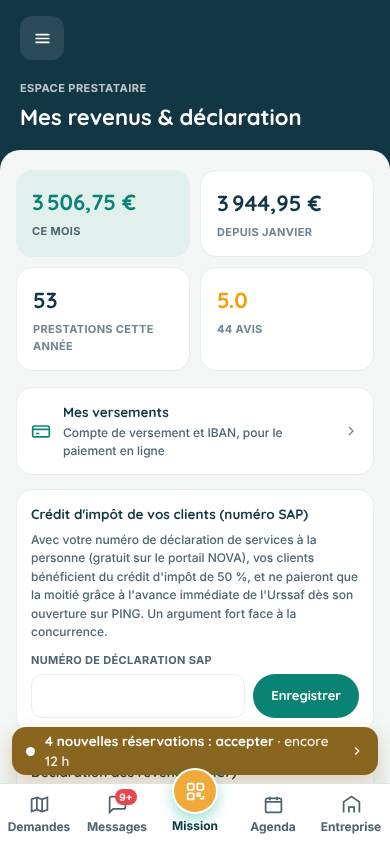 ESPACE PRESTATAIRE
Mes revenus & déclaration
3 506,75 €
CE MOIS
3 944,95 €
DEPUIS JANVIER
53
PRESTATIONS CETTE
ANNÉE
5.0
44 AVIS
Mes versements
Compte de versement et IBAN, pour le
paiement en ligne
Crédit d'impôt de vos clients (numéro SAP)
Avec votre numéro de déclaration de services à la
personne (gratuit sur le portail NOVA), vos clients
bénéficient du crédit d'impôt de 50 %, et ne paieront que
la moitié grâce à l'avance immédiate de l'Urssaf dès son
ouverture sur PING. Un argument fort face à la
concurrence.
NUMÉRO DE DÉCLARATION SAP
Enregistrer
4 nouvelles réservations : accepter · encore
12 h
9+
Demandes
Messages
Mission
Agenda
Entreprise